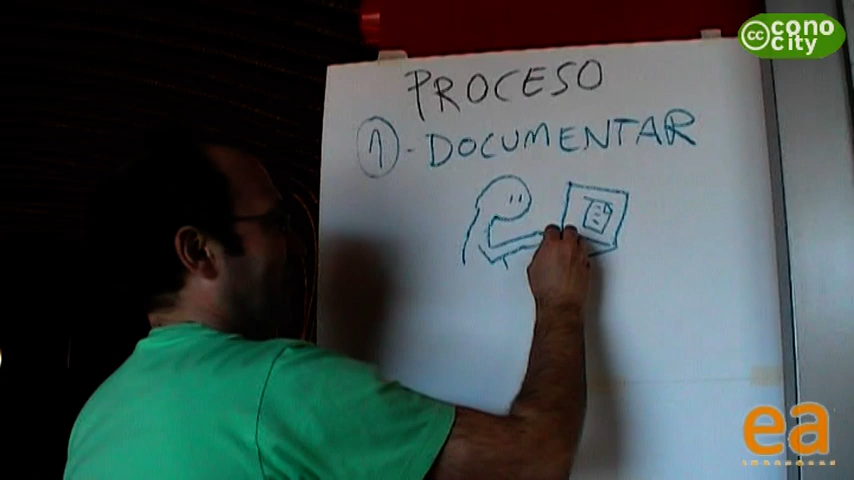 cc cono
city
PROCESO
1 - DOCUMENTAR
ea